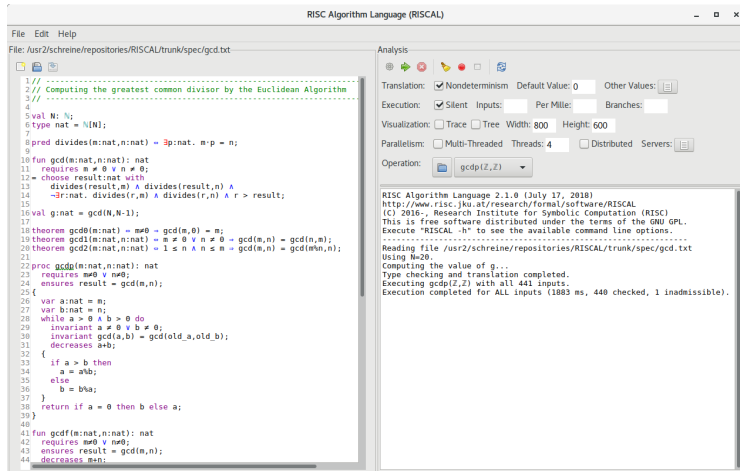 RISC Algorithm Language (RISCAL)
File Edit Help
File: /usr2/schreine/repositories/RISCAL/trunk/spec/gcd.txt
1 // ----------------------------------------------------------------
2 // Computing the greatest common divisor by the Euclidean Algorithm
3 // ----------------------------------------------------------------
4
5 val N: ℕ;
6 type nat = ℕ[N];
7
8 pred divides(m:nat,n:nat) ⇔ ∃p:nat. m·p = n;
9
10 fun gcd(m:nat,n:nat): nat
11 requires m ≠ 0 ∨ n ≠ 0;
12 = choose result:nat with
13 divides(result,m) ∧ divides(result,n) ∧
14 ¬∃r:nat. divides(r,m) ∧ divides(r,n) ∧ r > result;
15
16 val g:nat = gcd(N,N-1);
17
18 theorem gcd0(m:nat) ⇔ m≠0 ⇒ gcd(m,0) = m;
19 theorem gcd1(m:nat,n:nat) ⇔ m ≠ 0 ∨ n ≠ 0 ⇒ gcd(m,n) = gcd(n,m);
20 theorem gcd2(m:nat,n:nat) ⇔ 1 ≤ n ∧ n ≤ m ⇒ gcd(m,n) = gcd(m%n,n);
21
22 proc gcdp(m:nat,n:nat): nat
23 requires m≠0 ∨ n≠0;
24 ensures result = gcd(m,n);
25 {
26 var a:nat = m;
27 var b:nat = n;
28 while a > 0 ∧ b > 0 do
29 invariant a ≠ 0 ∨ b ≠ 0;
30 invariant gcd(a,b) = gcd(old_a,old_b);
31 decreases a+b;
32 {
33 if a > b then
34 a = a%b;
35 else
36 b = b%a;
37 }
38 return if a = 0 then b else a;
39 }
40
41 fun gcdf(m:nat,n:nat): nat
42 requires m≠0 ∨ n≠0;
43 ensures result = gcd(m,n);
44 decreases m+n;
Analysis
Translation: Nondeterminism Default Value: 0 Other Values:
Execution: Silent Inputs: Per Mille: Branches:
Visualization: Trace Tree Width: 800 Height: 600
Parallelism: Multi-Threaded Threads: 4 Distributed Servers:
Operation: gcdp(ℤ,ℤ)
RISC Algorithm Language 2.1.0 (July 17, 2018)
http://www.risc.jku.at/research/formal/software/RISCAL
(C) 2016-, Research Institute for Symbolic Computation (RISC)
This is free software distributed under the terms of the GNU GPL.
Execute "RISCAL -h" to see the available command line options.
-----------------------------------------------------------------
Reading file /usr2/schreine/repositories/RISCAL/trunk/spec/gcd.txt
Using N=20.
Computing the value of g...
Type checking and translation completed.
Executing gcdp(ℤ,ℤ) with all 441 inputs.
Execution completed for ALL inputs (1883 ms, 440 checked, 1 inadmissible).